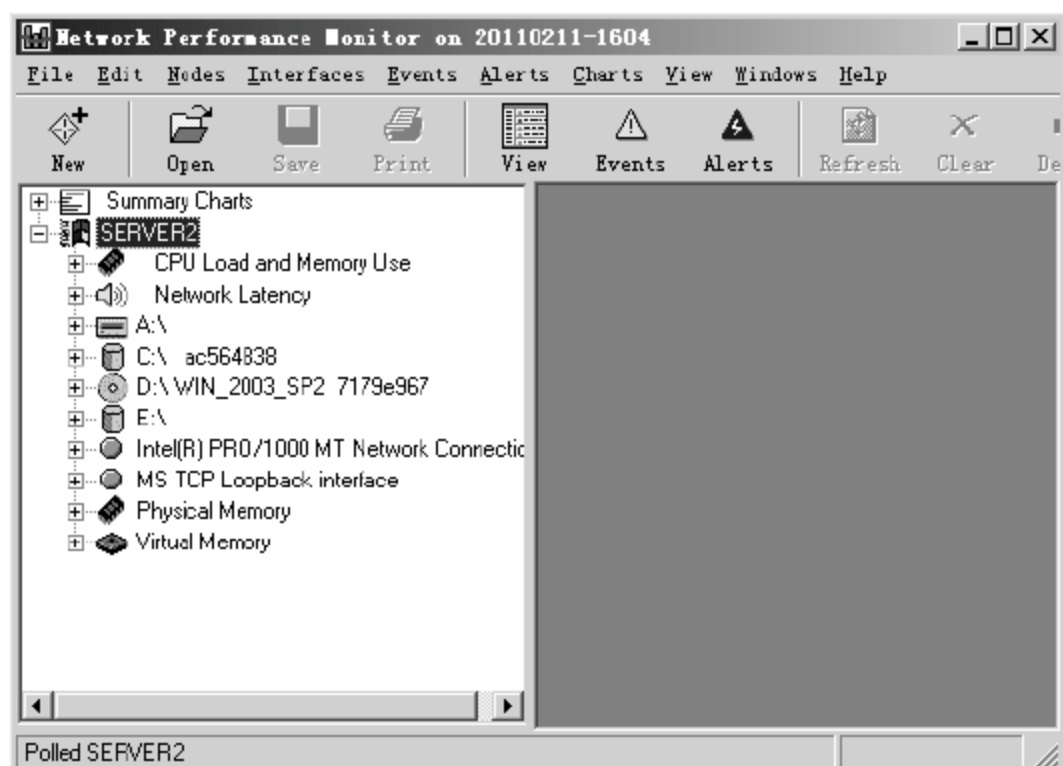 Network Performance Monitor on 20110211-1604
File Edit Nodes Interfaces Events Alerts Charts View Windows Help
New Open Save Print View Events Alerts Refresh Clear De
Summary Charts
SERVER2
CPU Load and Memory Use
Network Latency
A:\
C:\ ac564838
D:\ WIN_2003_SP2 7179e967
E:\
Intel(R) PRO/1000 MT Network Connectic
MS TCP Loopback interface
Physical Memory
Virtual Memory
Polled SERVER2